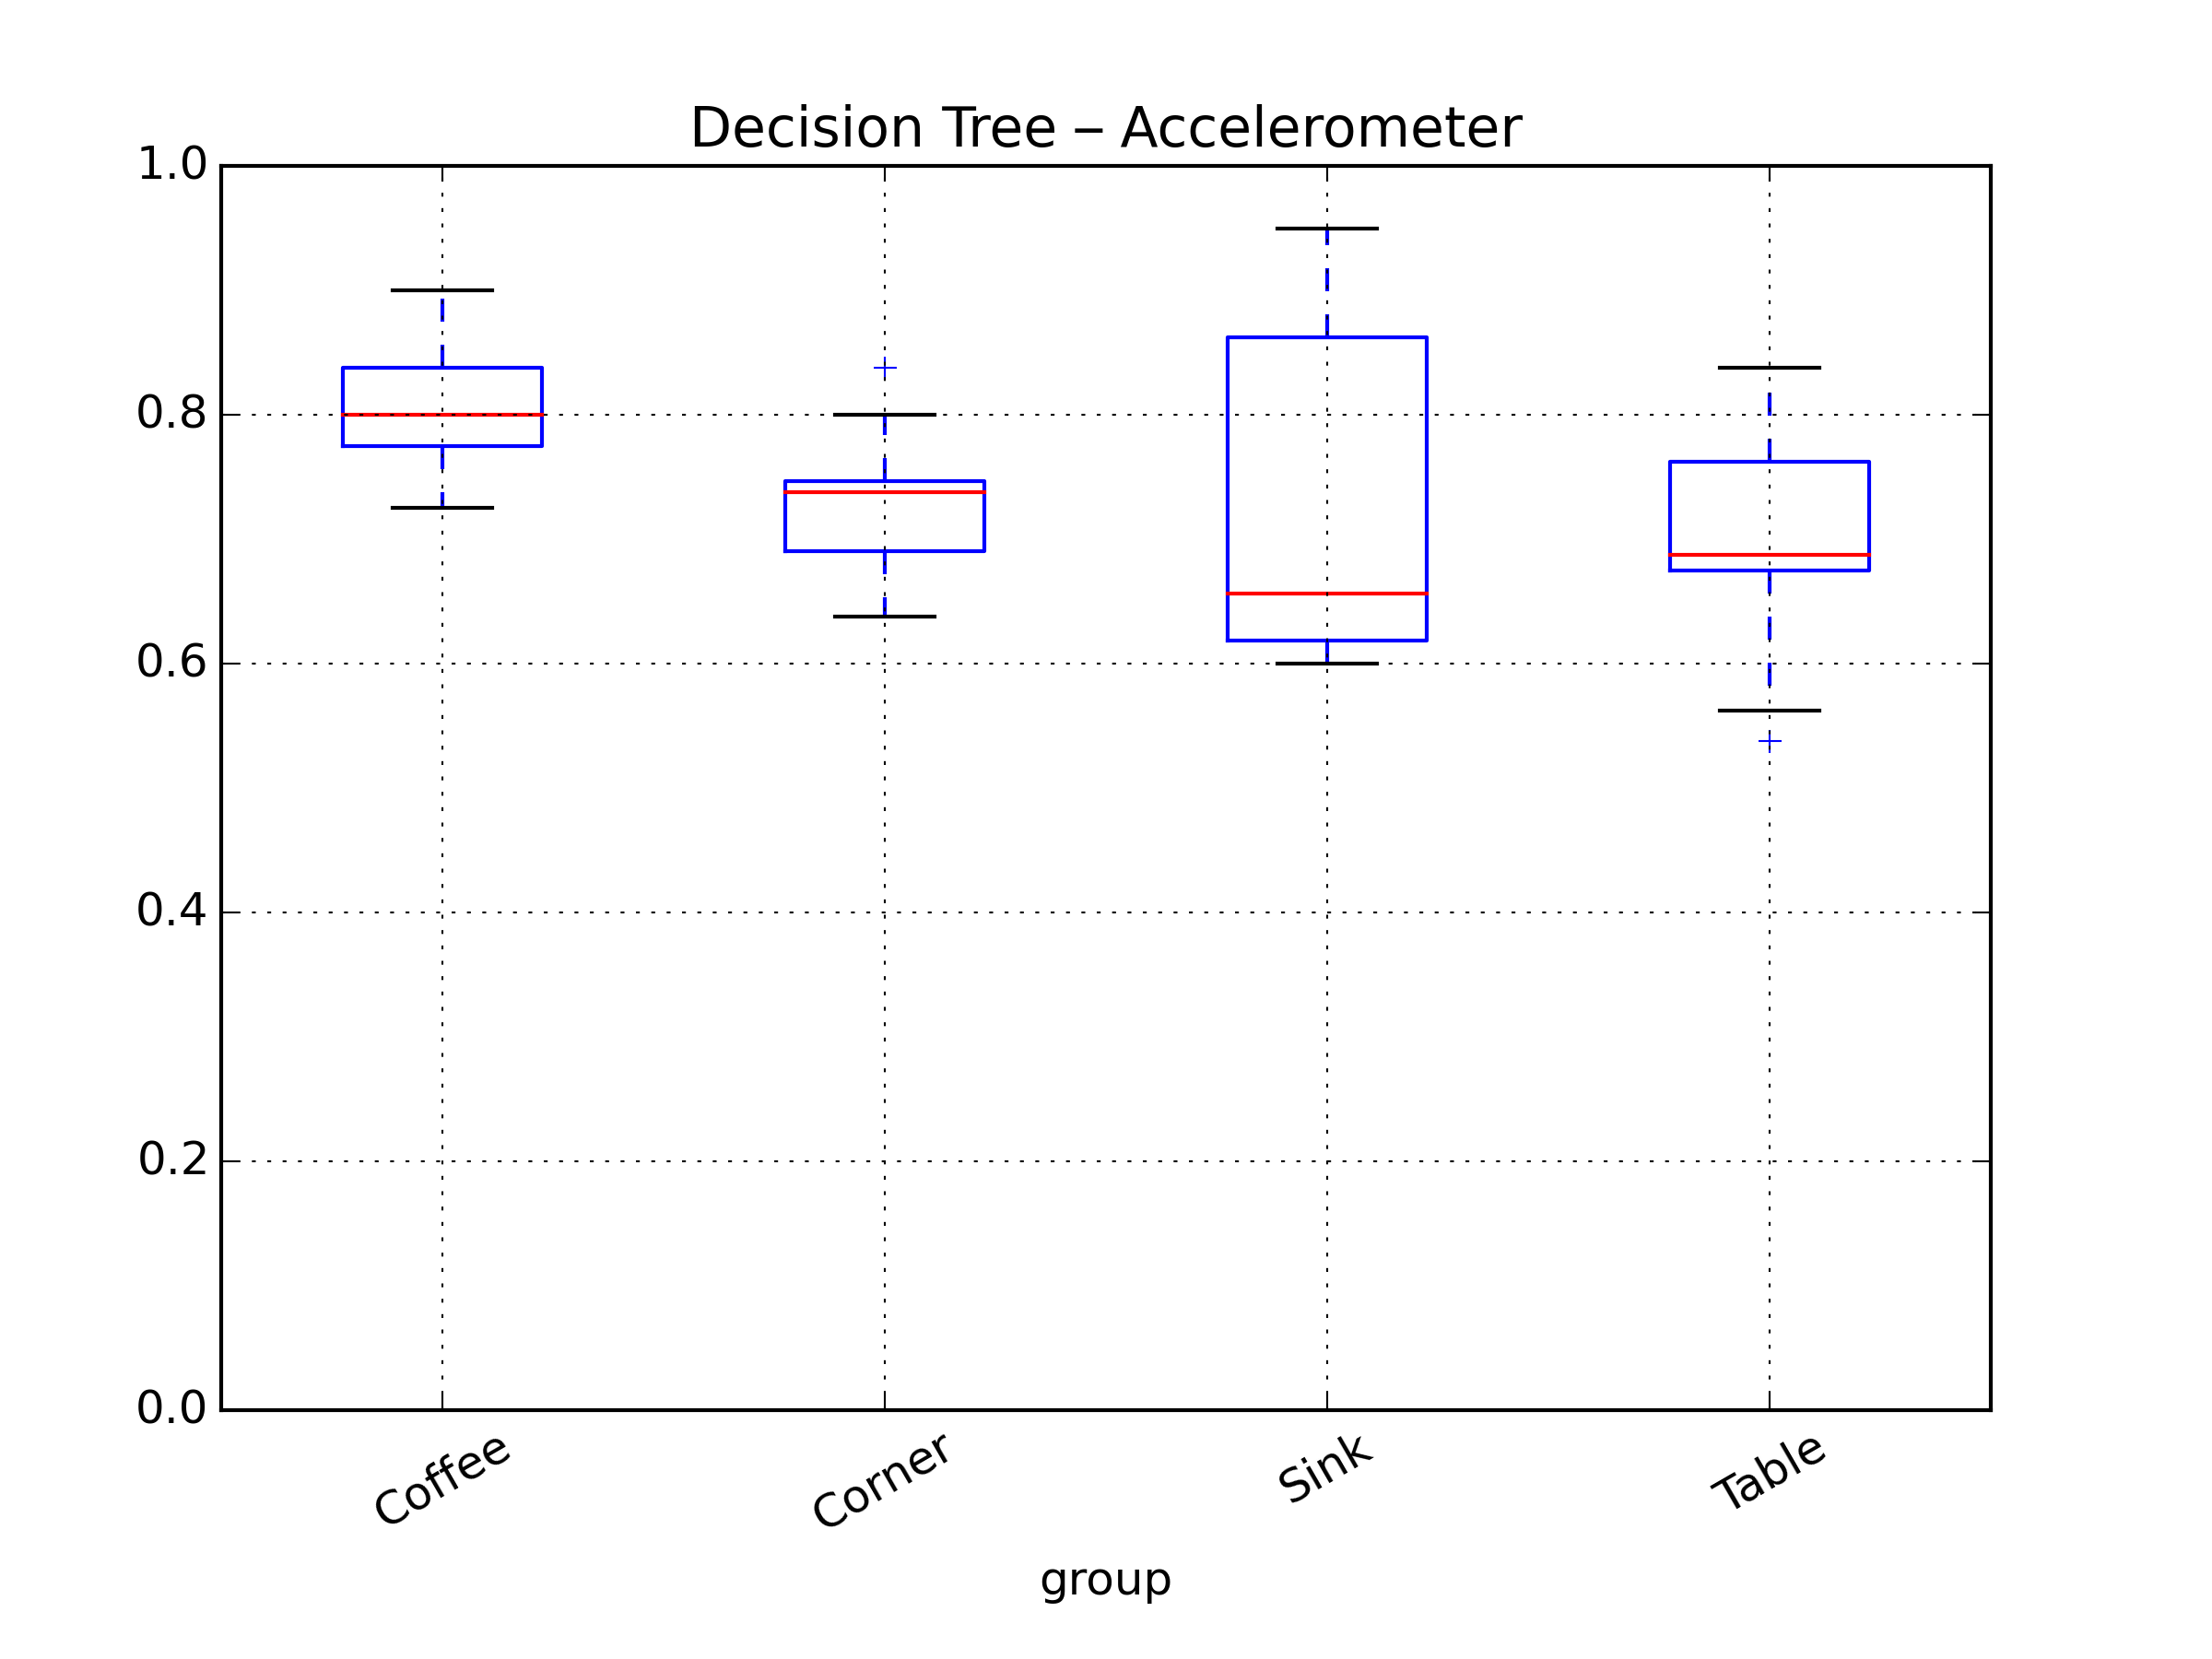 Decision Tree – Accelerometer
1.0
0.8
0.6
0.4
0.2
0.0
Coffee Corner Sink Table
group